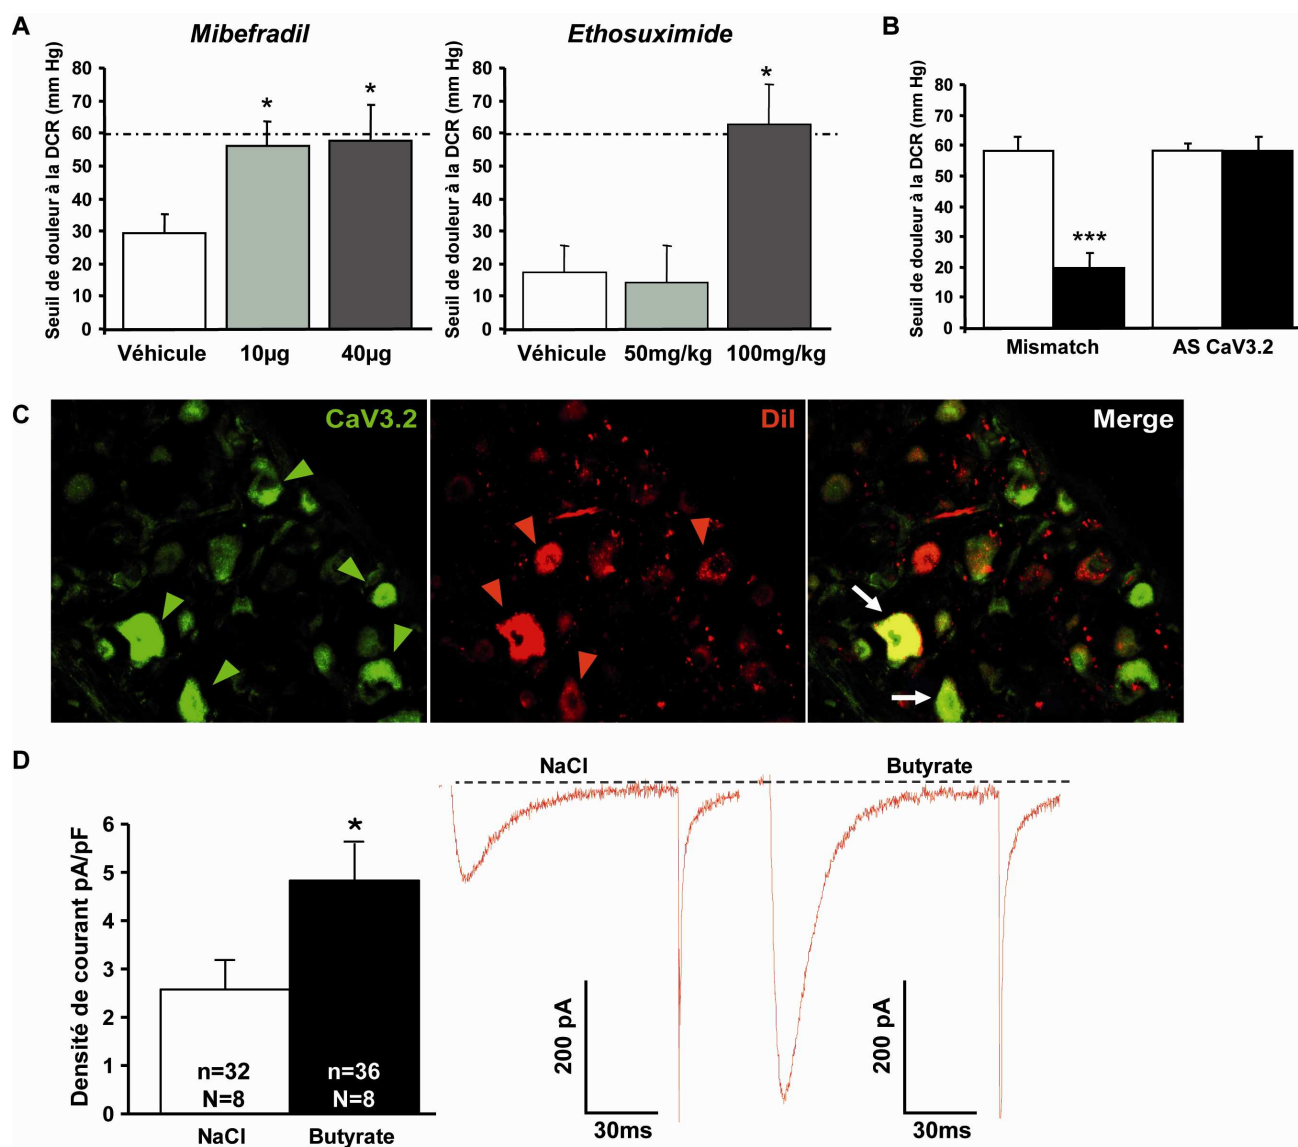 A
Mibefradil
Seuil de douleur à la DCR (mm Hg)
80
70
60
50
40
30
20
10
0
*
*
Véhicule
10µg
40µg
Ethosuximide
Seuil de douleur à la DCR (mm Hg)
80
70
60
50
40
30
20
10
0
*
Véhicule
50mg/kg
100mg/kg
B
Seuil de douleur à la DCR (mm Hg)
80
70
60
50
40
30
20
10
0
***
Mismatch
AS CaV3.2
C
CaV3.2
DiI
Merge
D
Densité de courant pA/pF
6
5
4
3
2
1
0
*
n=32
N=8
n=36
N=8
NaCl
Butyrate
NaCl
Butyrate
200 pA
30ms
200 pA
30ms